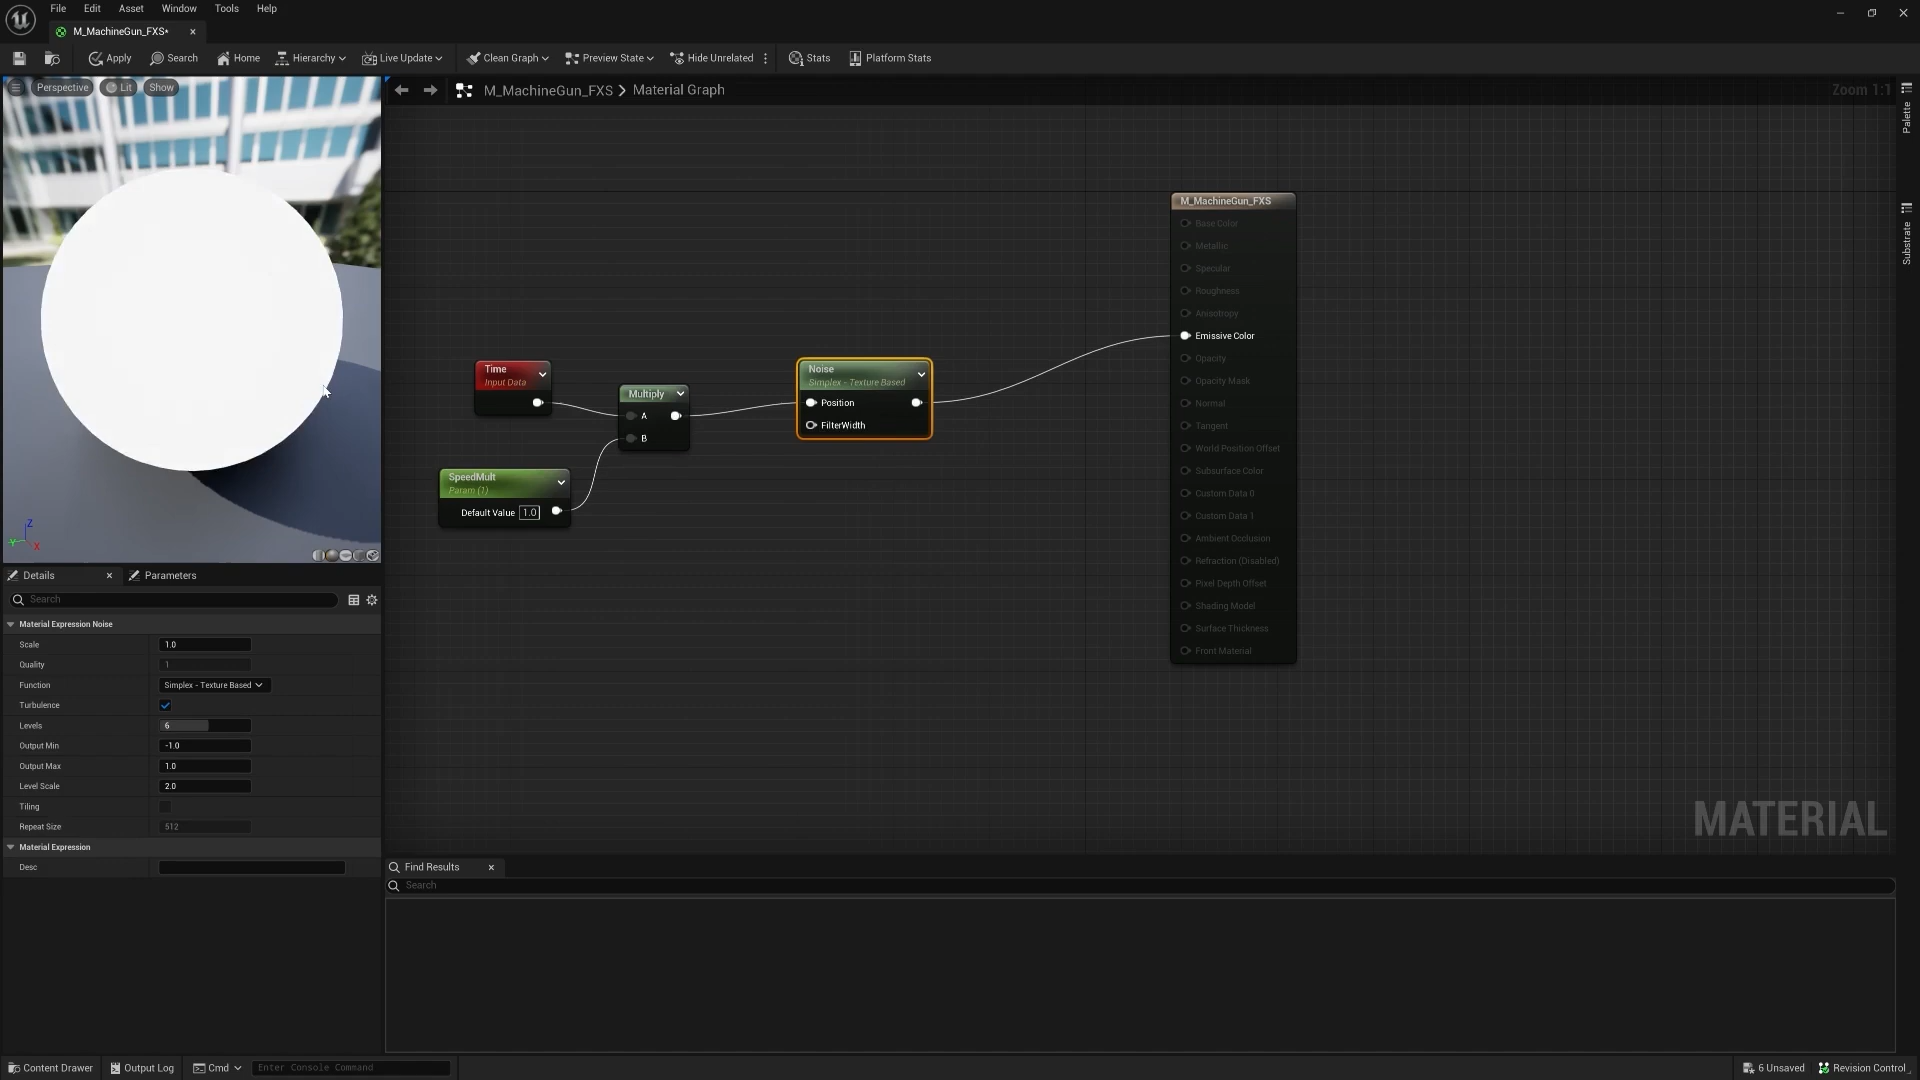 File Edit Asset Window Tools Help
M_MachineGun_FXS*
Apply Search Home Hierarchy Live Update Clean Graph Preview State Hide Unrelated Stats Platform Stats
Perspective Lit Show
M_MachineGun_FXS > Material Graph
Zoom 1:1
Palette
Substrate
M_MachineGun_FXS
Base Color
Metallic
Specular
Roughness
Anisotropy
Emissive Color
Opacity
Opacity Mask
Normal
Tangent
World Position Offset
Subsurface Color
Custom Data 0
Custom Data 1
Ambient Occlusion
Refraction (Disabled)
Pixel Depth Offset
Shading Model
Surface Thickness
Front Material
Time
Input Data
Multiply
A
B
Noise
Simplex - Texture Based
Position
FilterWidth
SpeedMult
Param (1)
Default Value 1.0
Z
Y
X
MATERIAL
Details Parameters
Search
Material Expression Noise
Scale 1.0
Quality 1
Function Simplex - Texture Based
Turbulence
Levels 6
Output Min -1.0
Output Max 1.0
Level Scale 2.0
Tiling
Repeat Size 512
Material Expression
Desc
Find Results
Search
Content Drawer Output Log Cmd Enter Console Command 6 Unsaved Revision Control